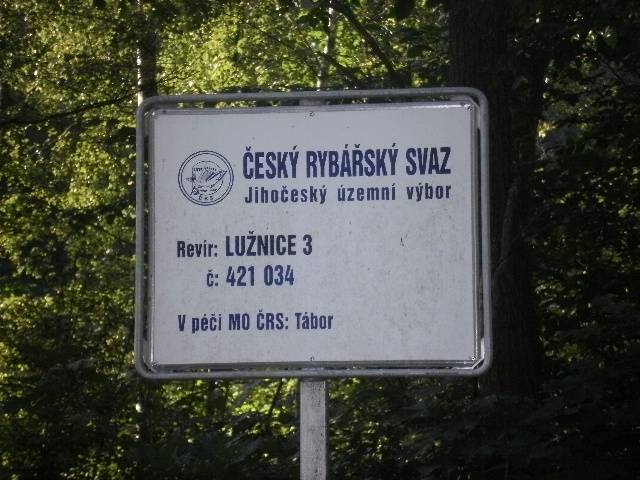 ČESKÝ RYBÁŘSKÝ SVAZ
Jihočeský územní výbor
Revír: LUŽNICE 3
č: 421 034
V péči MO ČRS: Tábor